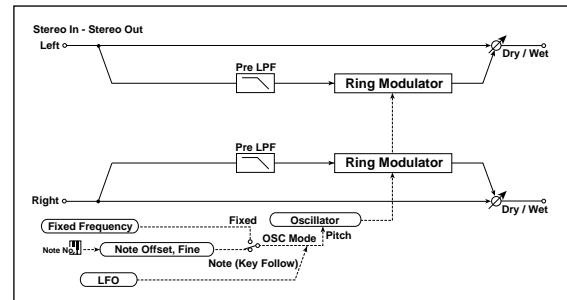 Stereo In - Stereo Out
Left
Dry / Wet
Pre LPF
Ring Modulator
Pre LPF
Ring Modulator
Right
Dry / Wet
Fixed Frequency
Fixed
Oscillator
OSC Mode
Pitch
Note No.
Note Offset, Fine
Note (Key Follow)
LFO